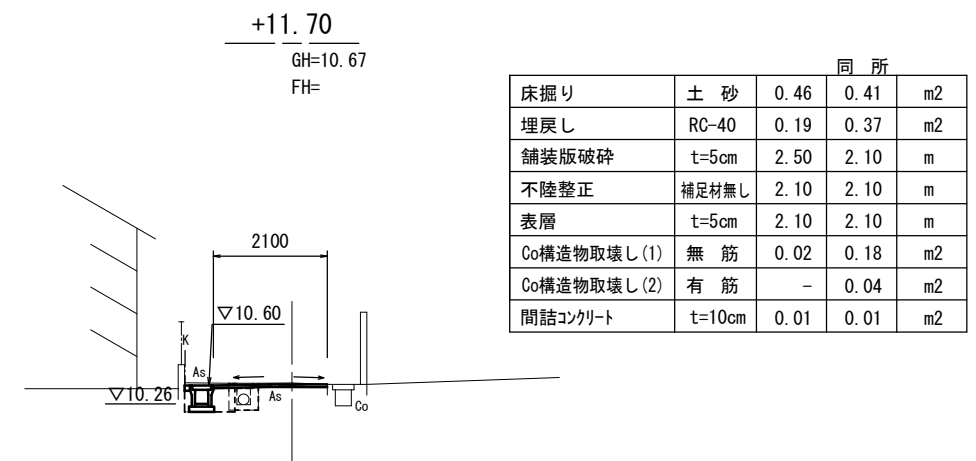 +11.70
GH=10.67
FH=
同 所
床掘り 土 砂 0.46 0.41 m2
埋戻し RC-40 0.19 0.37 m2
舗装版破砕 t=5cm 2.50 2.10 m
不陸整正 補足材無し 2.10 2.10 m
表層 t=5cm 2.10 2.10 m
Co構造物取壊し(1) 無 筋 0.02 0.18 m2
Co構造物取壊し(2) 有 筋 － 0.04 m2
間詰コンクリート t=10cm 0.01 0.01 m2
2100
▽10.60
K
As
▽10.26
As
Co